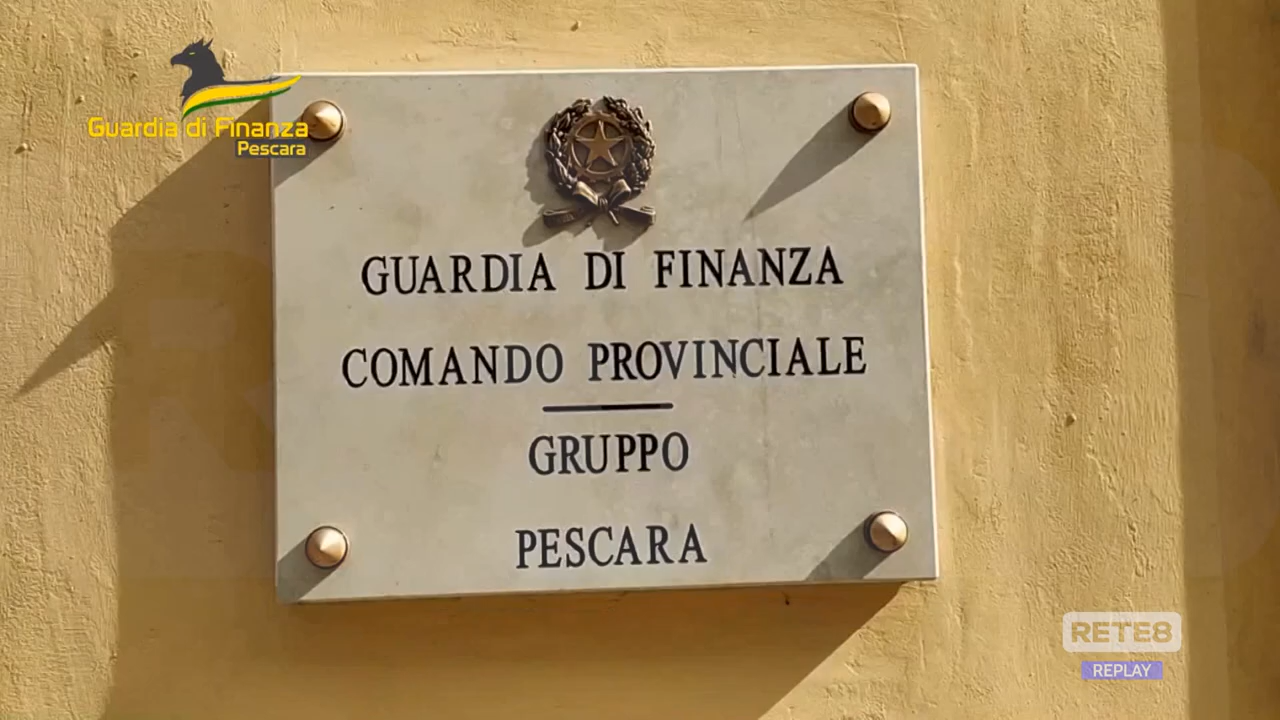 Guardia di Finanza
Pescara
GUARDIA DI FINANZA
COMANDO PROVINCIALE
GRUPPO
PESCARA
RETE8
REPLAY